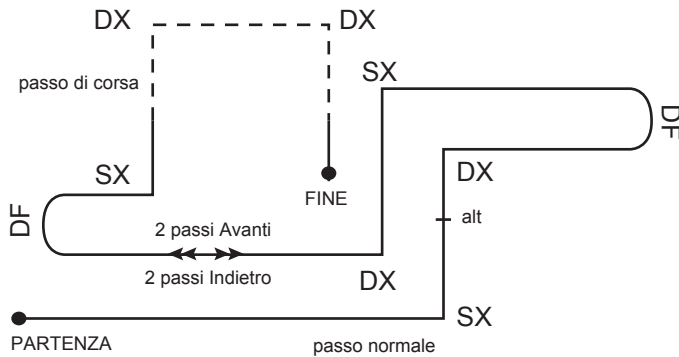 DX
DX
SX
passo di corsa
DF
SX
DX
FINE
alt
DF
2 passi Avanti
2 passi Indietro
DX
SX
PARTENZA
passo normale